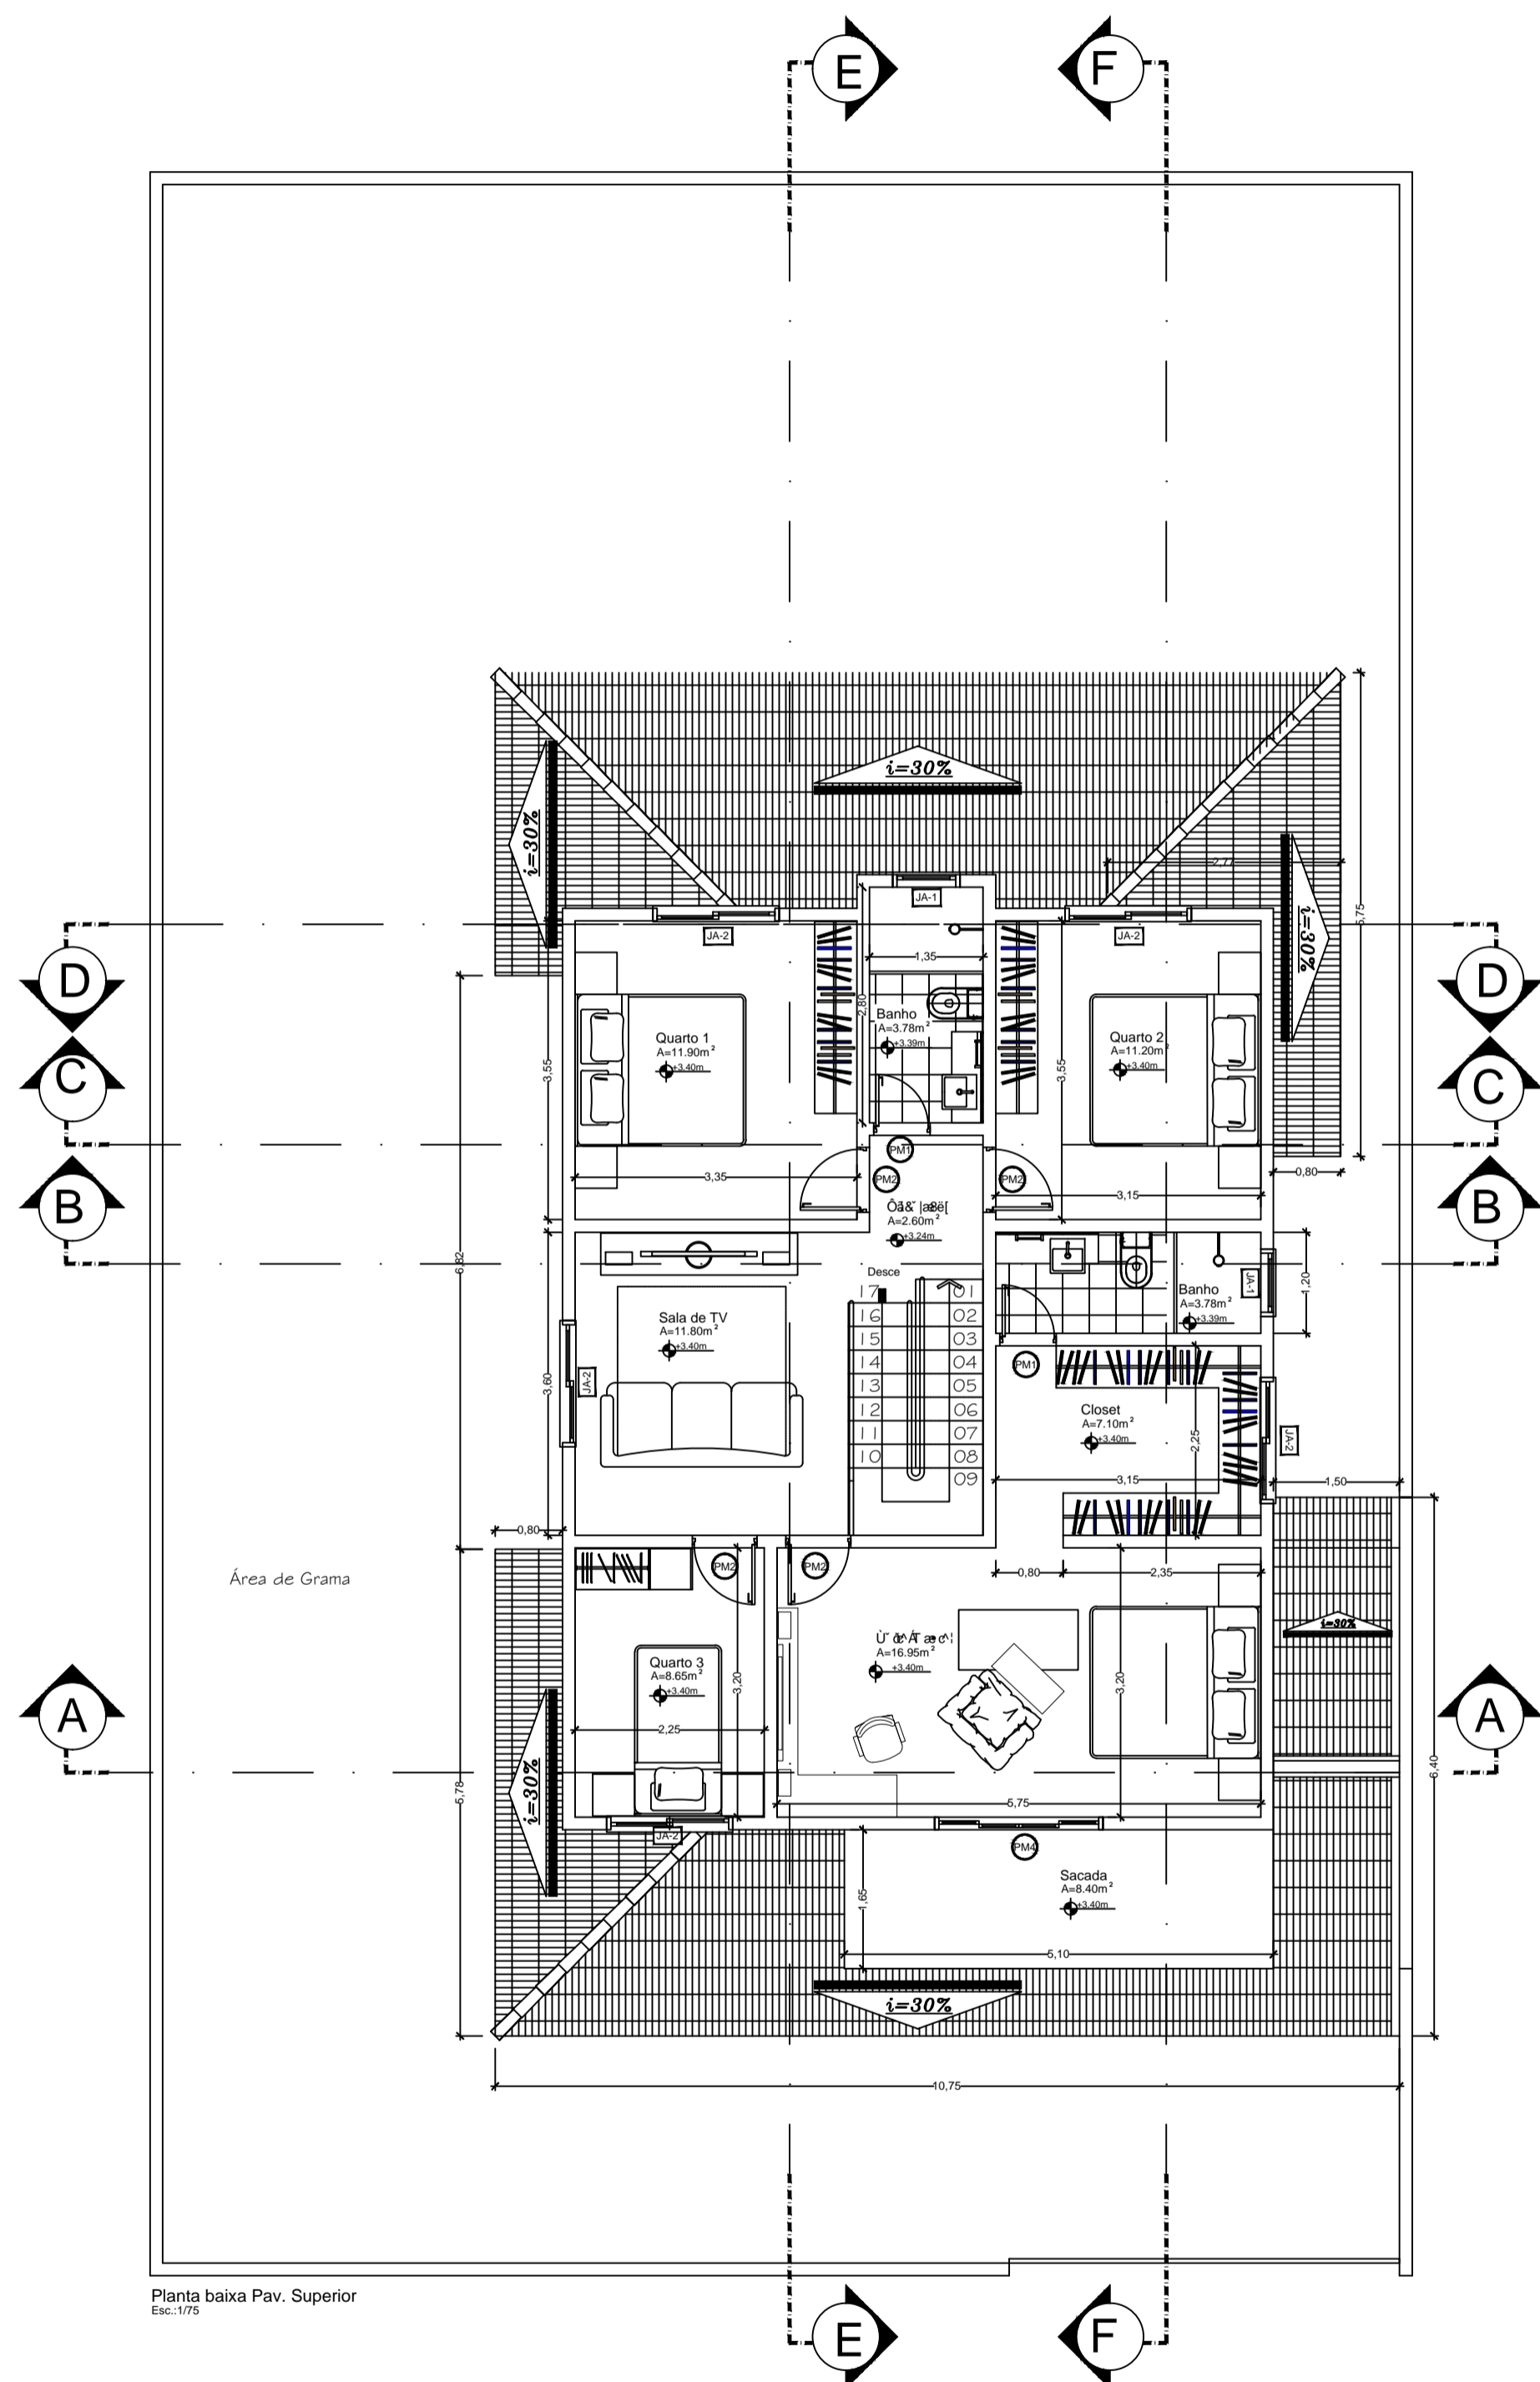 E
F
i=30%
i=30%
2,77
5,75
JA-1
i=30%
JA-2
JA-2
1,35
D
D
Banho
A=3.78m²
+3.39m
2,80
Quarto 1
A=11.90m²
+3.40m
Quarto 2
A=11.20m²
+3.40m
C
C
3,55
3,55
PM1
3,35
PM2
PM2
0,80
3,15
B
B
A=2.60m²
+3.24m
6,82
Desce
17
01
Banho
A=3.78m²
+3.39m
JA-1
1,20
16
02
Sala de TV
A=11.80m²
+3.40m
15
03
14
04
PM1
3,60
JA-2
13
05
12
06
Closet
A=7.10m²
+3.40m
2,25
JA-2
11
07
10
08
09
3,15
1,50
0,80
PM2
PM2
0,80
2,35
Área de Grama
i=30%
A=16.95m²
+3.40m
Quarto 3
A=8.65m²
+3.40m
3,20
3,20
A
A
2,25
6,40
5,78
i=30%
5,75
JA-2
PM4
Sacada
A=8.40m²
+3.40m
1,65
5,10
i=30%
10,75
Planta baixa Pav. Superior
Esc.:1/75
E
F